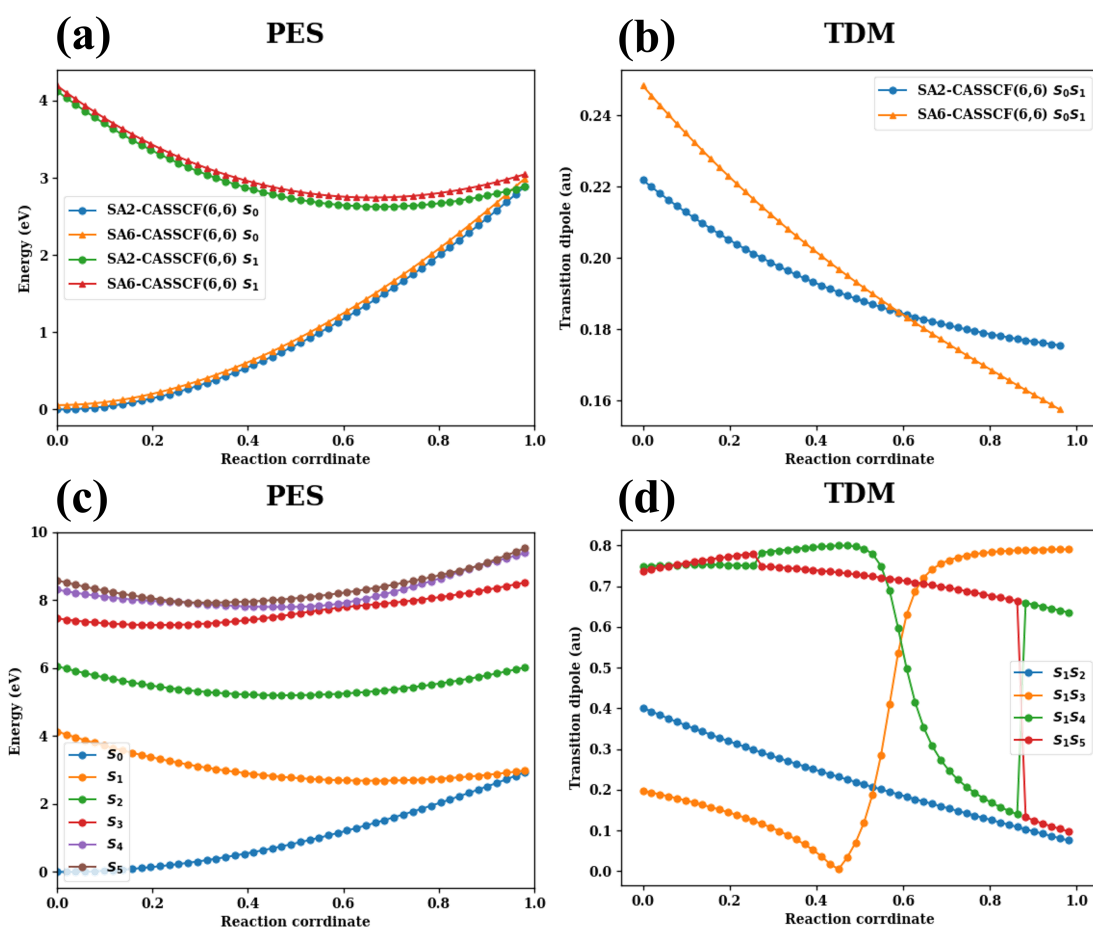 (a)
PES
Energy (eV)
4
3
2
1
0
SA2-CASSCF(6,6) S₀
SA6-CASSCF(6,6) S₀
SA2-CASSCF(6,6) S₁
SA6-CASSCF(6,6) S₁
0.0 0.2 0.4 0.6 0.8 1.0
Reaction corrdinate
(b)
TDM
Transition dipole (au)
0.24
0.22
0.20
0.18
0.16
SA2-CASSCF(6,6) S₀S₁
SA6-CASSCF(6,6) S₀S₁
0.0 0.2 0.4 0.6 0.8 1.0
Reaction corrdinate
(c)
PES
Energy (eV)
10
8
6
4
2
0
S₀
S₁
S₂
S₃
S₄
S₅
0.0 0.2 0.4 0.6 0.8 1.0
Reaction corrdinate
(d)
TDM
Transition dipole (au)
0.8
0.7
0.6
0.5
0.4
0.3
0.2
0.1
0.0
S₁S₂
S₁S₃
S₁S₄
S₁S₅
0.0 0.2 0.4 0.6 0.8 1.0
Reaction corrdinate